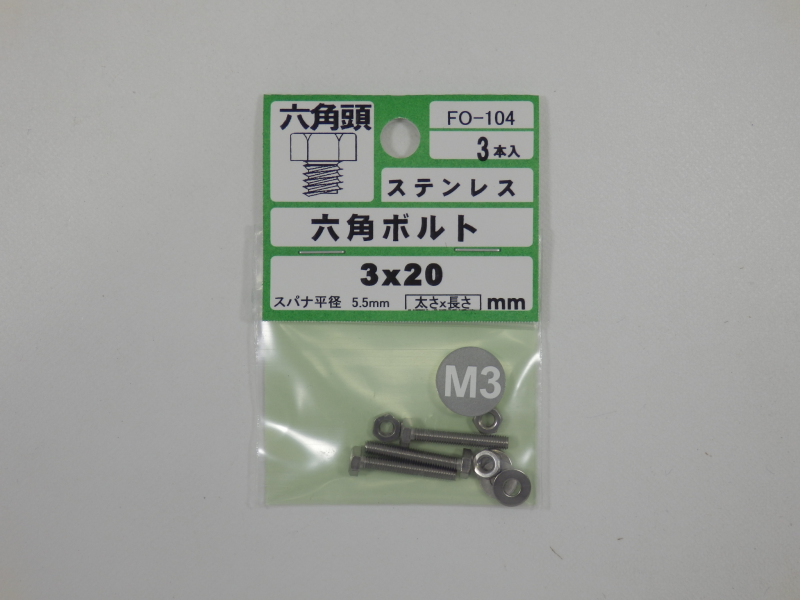 六角頭
FO-104
3本入
ステンレス
六角ボルト
3x20
スパナ平径 5.5mm 太さx長さ mm
M3